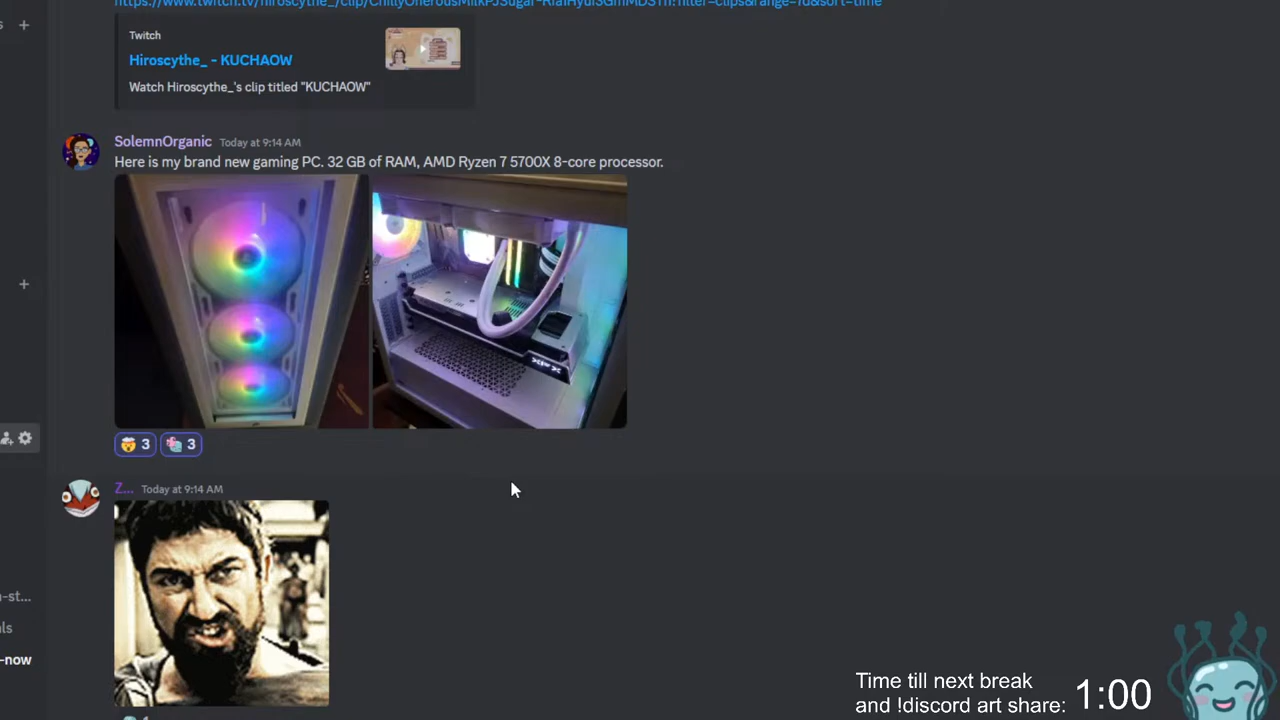 Twitch
Hiroscythe_ - KUCHAOW
Watch Hiroscythe_'s clip titled "KUCHAOW"
SolemnOrganic Today at 9:14 AM
Here is my brand new gaming PC. 32 GB of RAM, AMD Ryzen 7 5700X 8-core processor.
3 3
Z... Today at 9:14 AM
-st...
-now
Time till next break
and !discord art share: 1:00